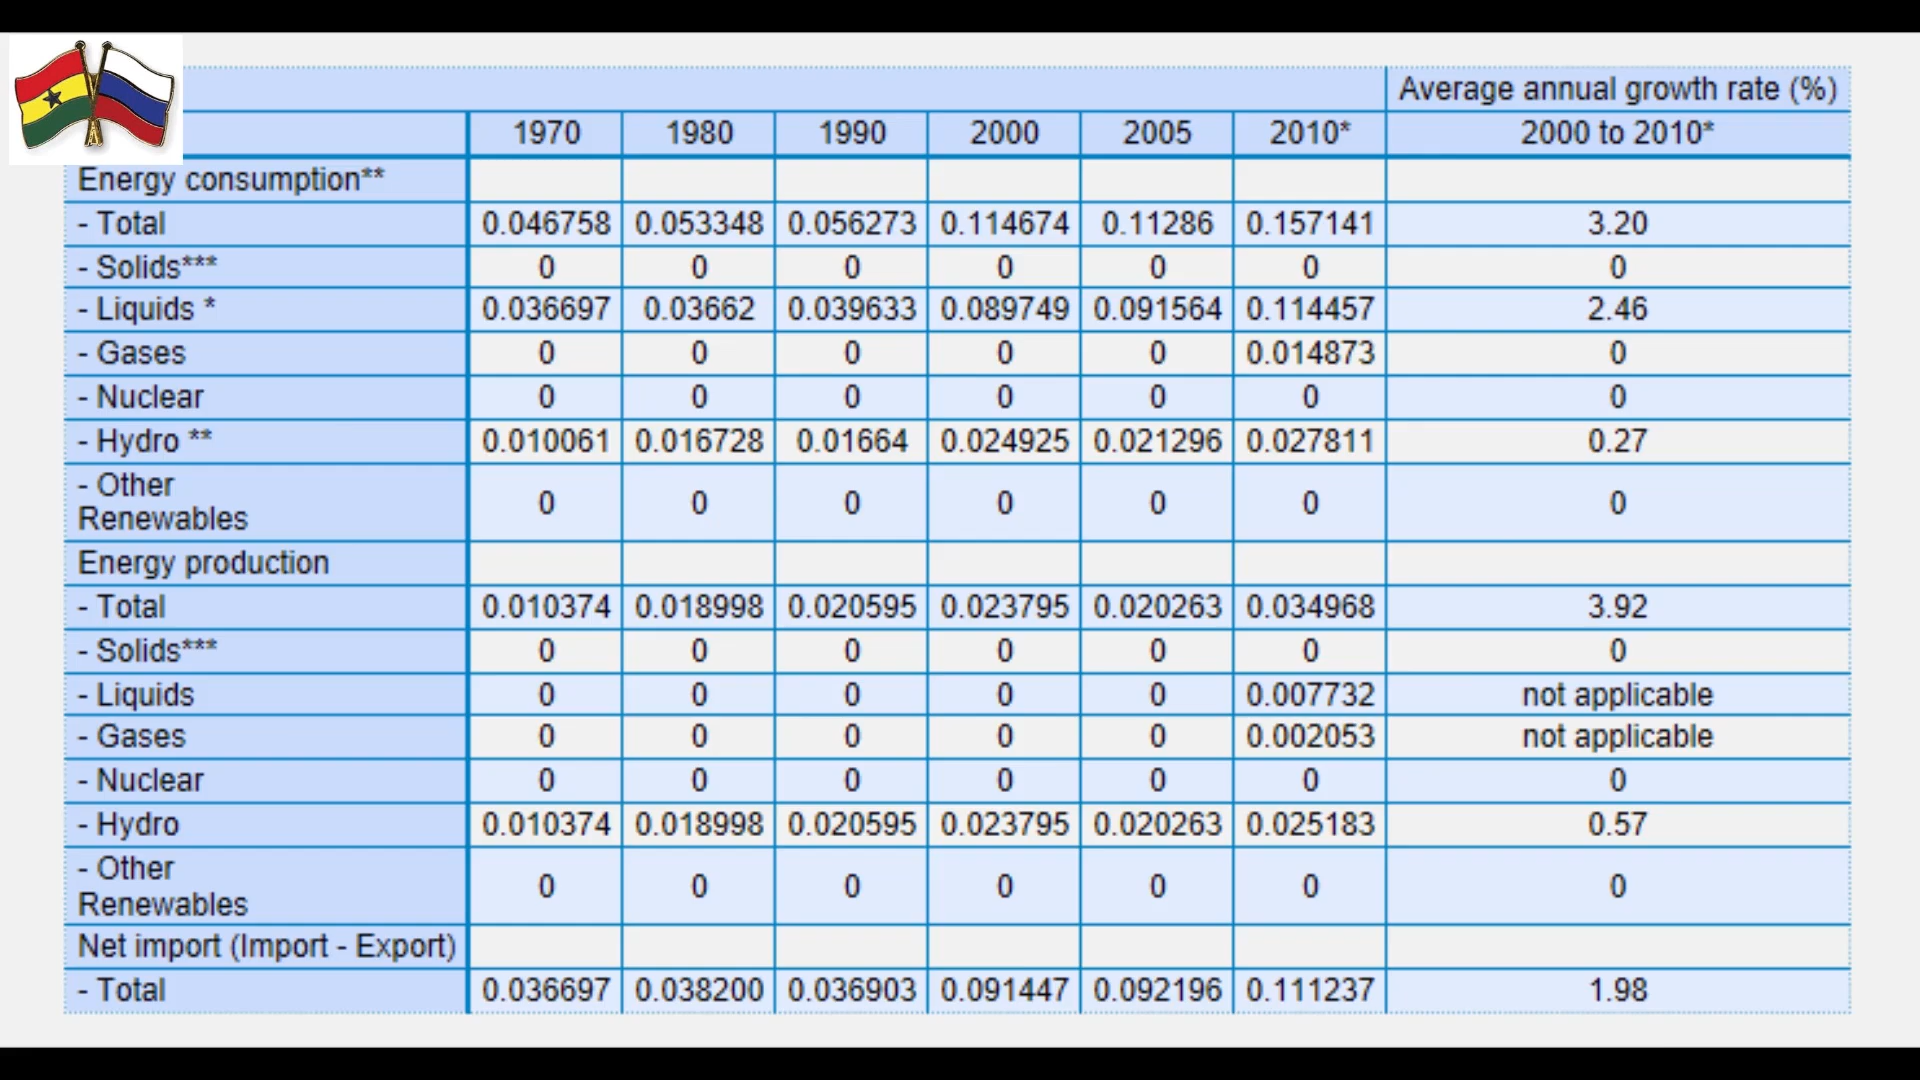 Average annual growth rate (%)
1970 1980 1990 2000 2005 2010* 2000 to 2010*
Energy consumption**
- Total 0.046758 0.053348 0.056273 0.114674 0.11286 0.157141 3.20
- Solids*** 0 0 0 0 0 0 0
- Liquids * 0.036697 0.03662 0.039633 0.089749 0.091564 0.114457 2.46
- Gases 0 0 0 0 0 0.014873 0
- Nuclear 0 0 0 0 0 0 0
- Hydro ** 0.010061 0.016728 0.01664 0.024925 0.021296 0.027811 0.27
- Other
Renewables 0 0 0 0 0 0 0
Energy production
- Total 0.010374 0.018998 0.020595 0.023795 0.020263 0.034968 3.92
- Solids*** 0 0 0 0 0 0 0
- Liquids 0 0 0 0 0 0.007732 not applicable
- Gases 0 0 0 0 0 0.002053 not applicable
- Nuclear 0 0 0 0 0 0 0
- Hydro 0.010374 0.018998 0.020595 0.023795 0.020263 0.025183 0.57
- Other
Renewables 0 0 0 0 0 0 0
Net import (Import - Export)
- Total 0.036697 0.038200 0.036903 0.091447 0.092196 0.111237 1.98